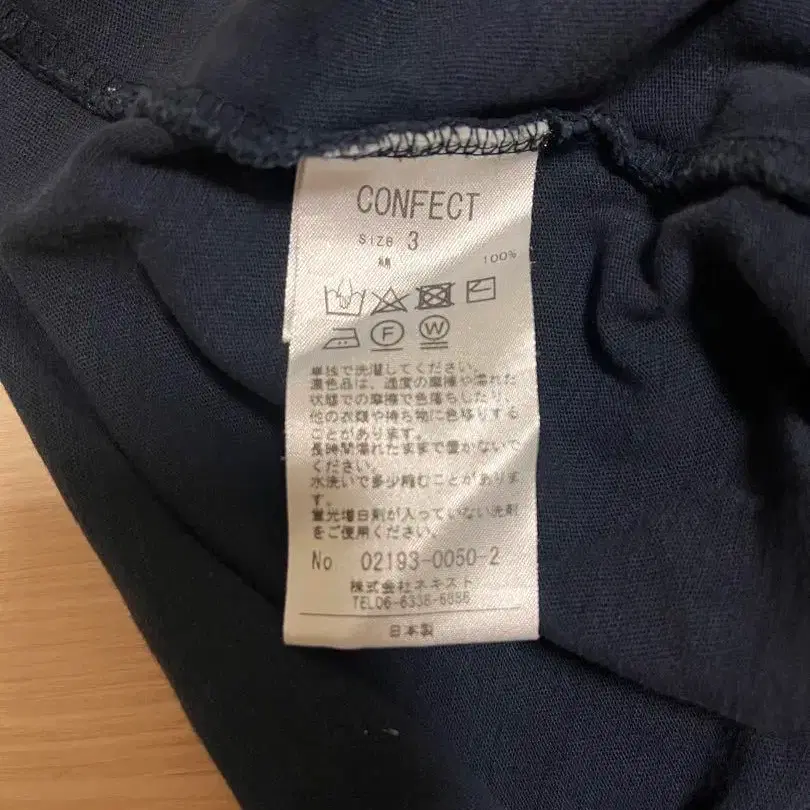 CONFECT
SIZE 3
綿 100%
F W
単独で洗濯してください。
濃色品は、過度の摩擦や濡れた
状態での摩擦で色落ちしたり、
他の衣類や持ち物に色移りする
ことがあります。
長時間濡れたままで置かないで
ください。
水洗いで多少縮むことがありま
す。
蛍光増白剤が入っていない洗剤
をご使用ください。
No 02193-0050-2
株式会社ネキスト
TEL06-6338-6886
日本製